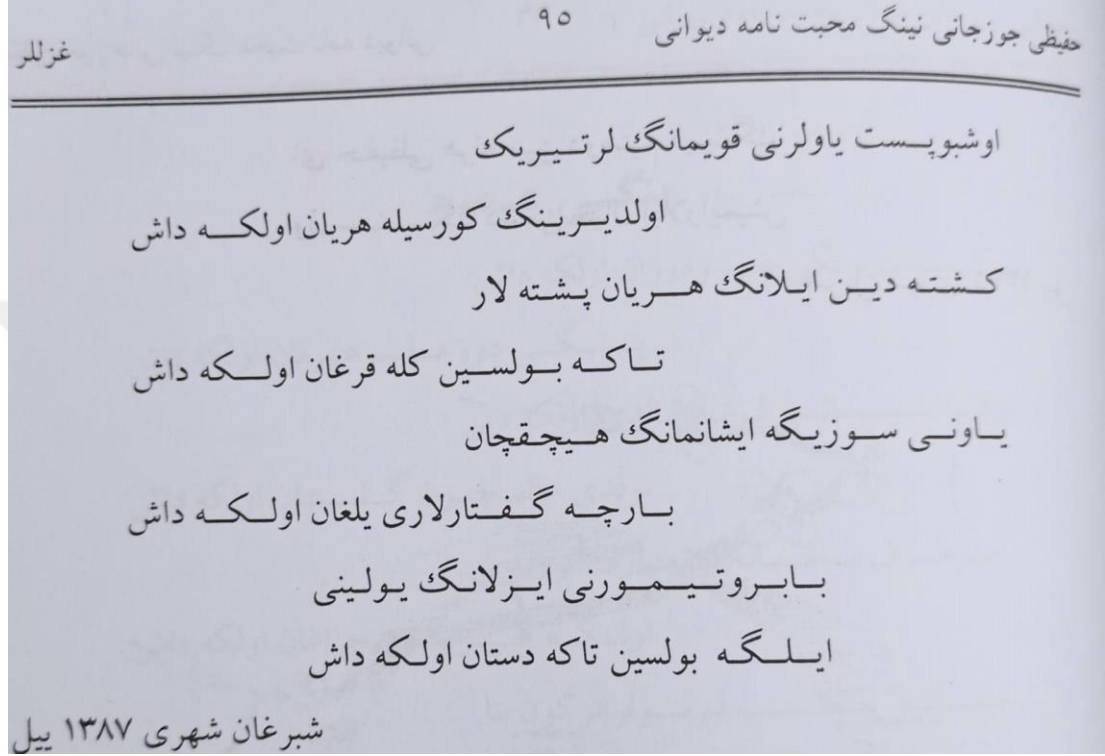 حفیظی جوزجانی نینگ محبت نامه دیوانی ۹۵ غزللر
اوشبوپست یاولرنی قویمانگ لر تیریک
اولدیرینگ کورسیله هریان اولکه داش
کشته دین ایلانگ هریان پشته لار
تاکه بولسین کله قرغان اولکه داش
یاونی سوزیگه ایشانمانگ هیچقچان
بارچه گفتارلاری یلغان اولکه داش
بابروتیمورنی ایزلانگ یولینی
ایلگه بولسین تاکه دستان اولکه داش
شبرغان شهری ۱۳۸۷ ییل